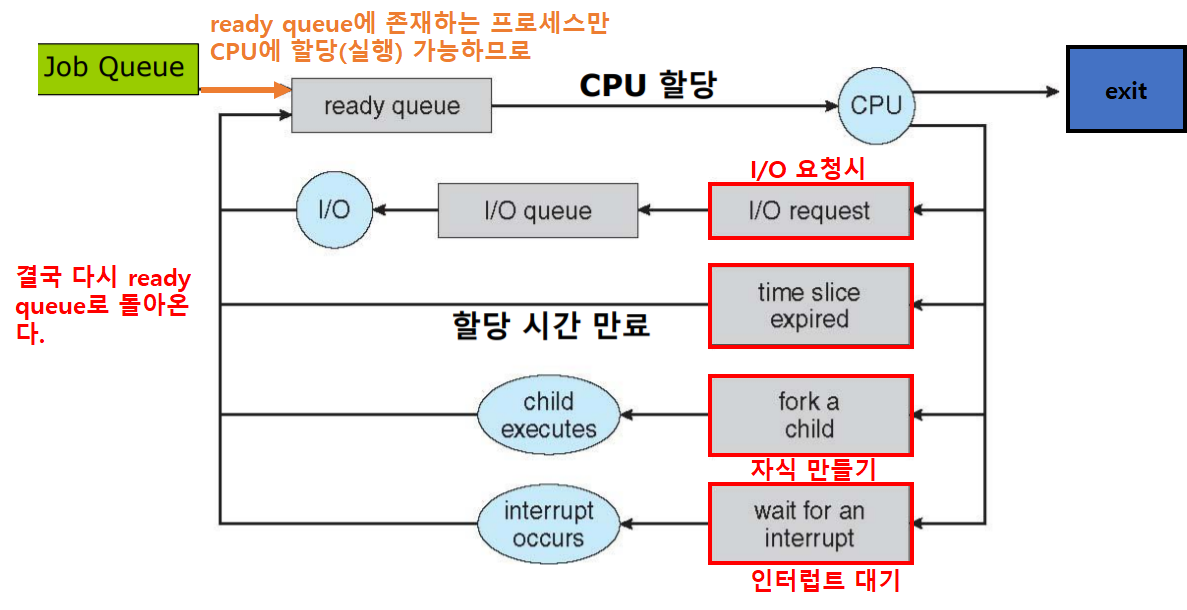 ready queue에 존재하는 프로세스만
CPU에 할당(실행) 가능하므로
Job Queue
ready queue
CPU 할당
CPU
exit
I/O 요청시
I/O
I/O queue
I/O request
결국 다시 ready
queue로 돌아온
다.
time slice
expired
할당 시간 만료
child
executes
fork a
child
자식 만들기
interrupt
occurs
wait for an
interrupt
인터럽트 대기